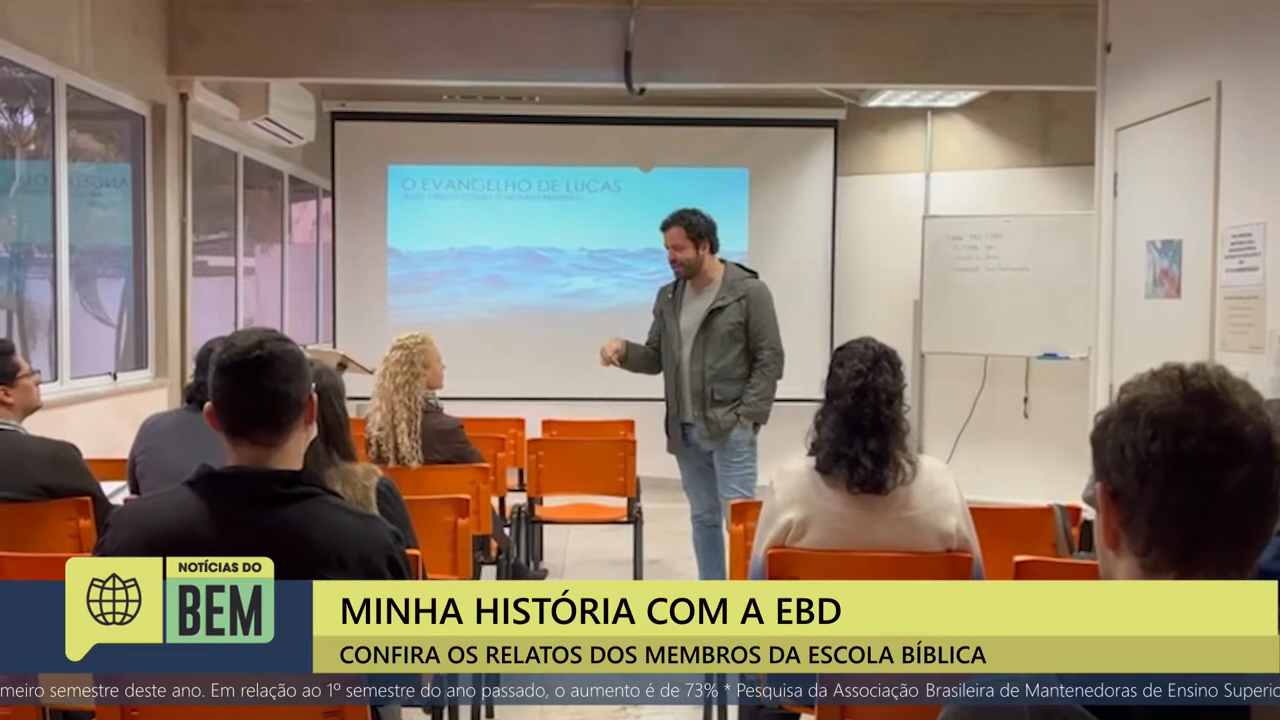 O EVANGELHO DE LUCAS
NOTÍCIAS DO
BEM
MINHA HISTÓRIA COM A EBD
CONFIRA OS RELATOS DOS MEMBROS DA ESCOLA BÍBLICA
meiro semestre deste ano. Em relação ao 1º semestre do ano passado, o aumento é de 73% * Pesquisa da Associação Brasileira de Mantenedoras de Ensino Superio